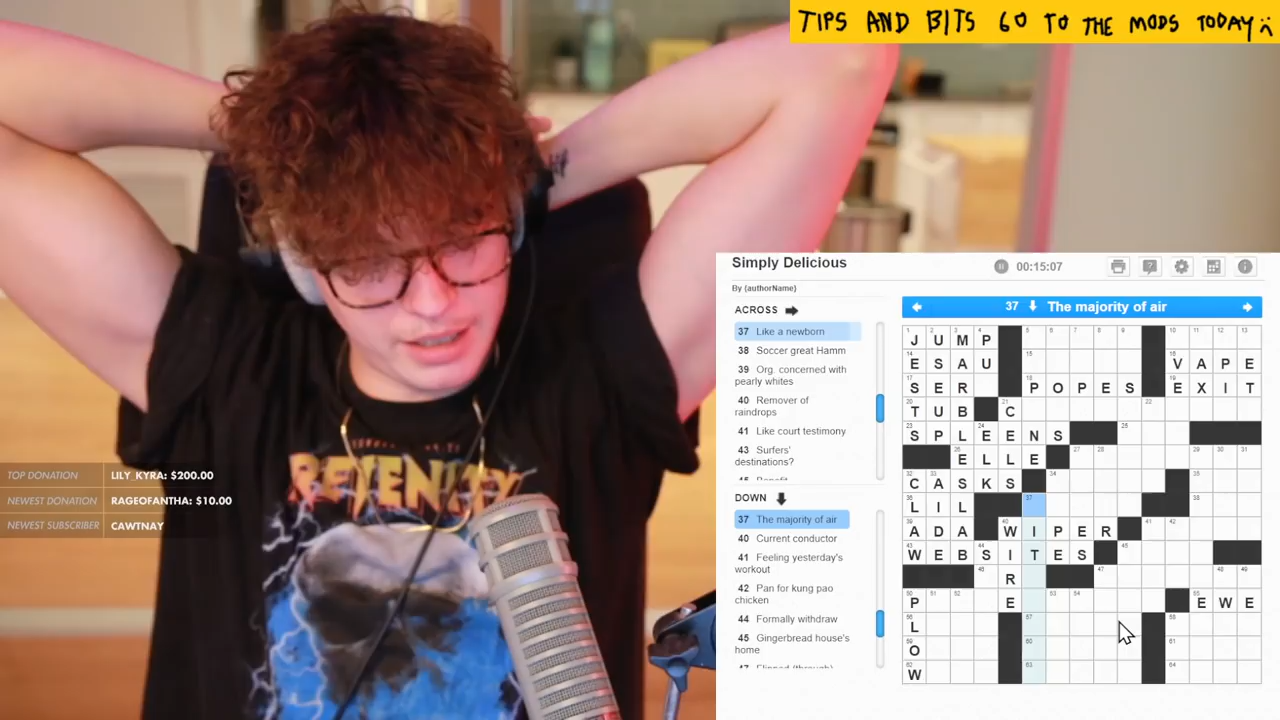 TIPS AND BITS GO TO THE MODS TODAY :(
Simply Delicious
00:15:07
By {authorName}
ACROSS
37 Like a newborn
38 Soccer great Hamm
39 Org. concerned with
pearly whites
40 Remover of
raindrops
41 Like court testimony
43 Surfers'
destinations?
DOWN
37 The majority of air
40 Current conductor
41 Feeling yesterday's
workout
42 Pan for kung pao
chicken
44 Formally withdraw
45 Gingerbread house's
home
37 The majority of air
JUMP
ESAU VAPE
SER POPES EXIT
TUB C
SPLEENS
ELLE
CASKS
LIL
ADA WIPER
WEBSITES
R
P E EWE
L
O
W
REVENITY
TOP DONATION LILY_KYRA: $200.00
NEWEST DONATION RAGEOFANTHA: $10.00
NEWEST SUBSCRIBER CAWTNAY